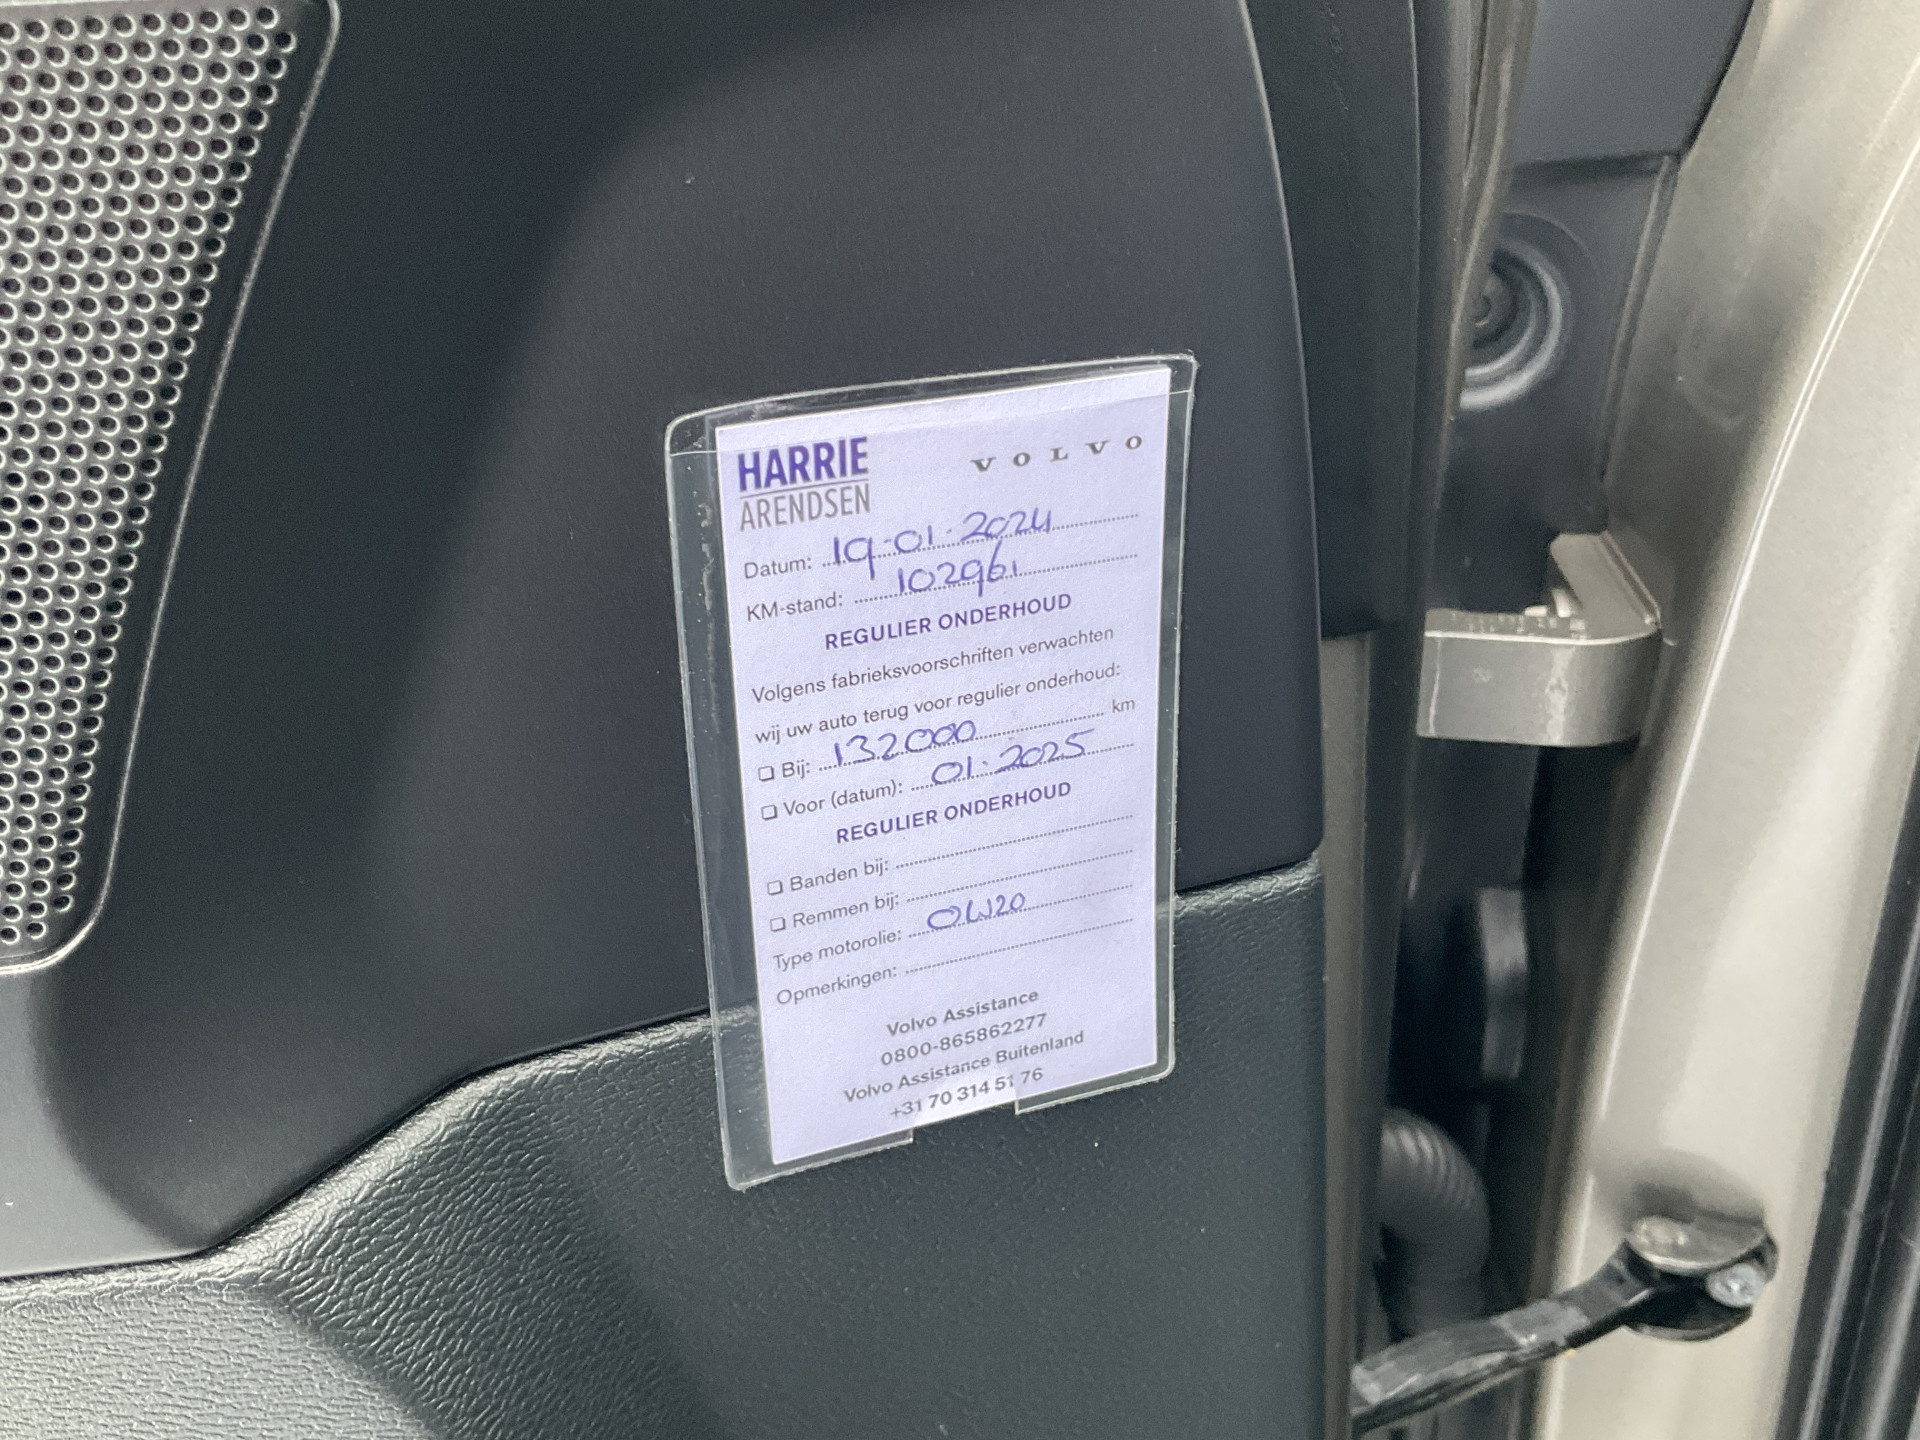 HARRIE
ARENDSEN
VOLVO
Datum: 19-01-2024
KM-stand: 102961
REGULIER ONDERHOUD
Volgens fabrieksvoorschriften verwachten
wij uw auto terug voor regulier onderhoud:
Bij: 132000 km
Voor (datum): 01-2025
REGULIER ONDERHOUD
Banden bij:
Remmen bij:
Type motorolie: 0W20
Opmerkingen:
Volvo Assistance
0800-865862277
Volvo Assistance Buitenland
+31 70 314 51 76